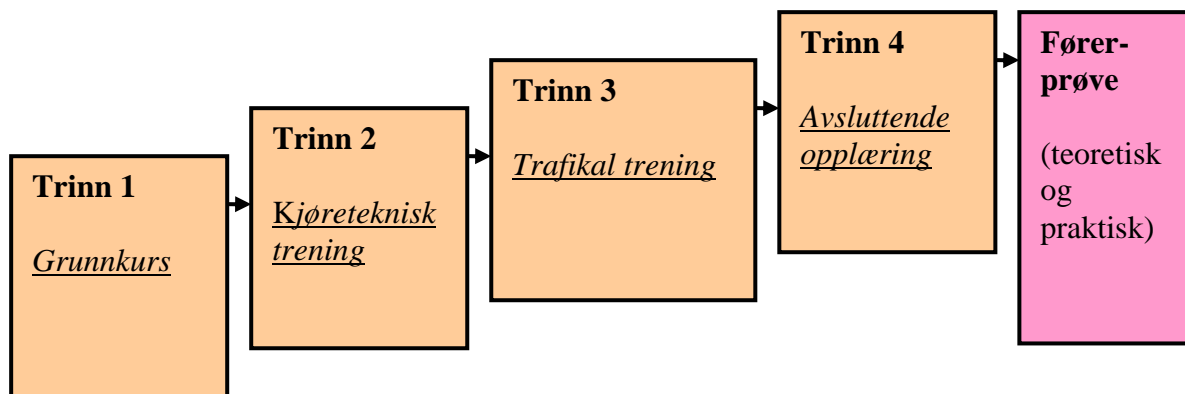 Trinn 1
Grunnkurs
Trinn 2
Kjøreteknisk
trening
Trinn 3
Trafikal trening
Trinn 4
Avsluttende
opplæring
Fører-
prøve
(teoretisk
og
praktisk)